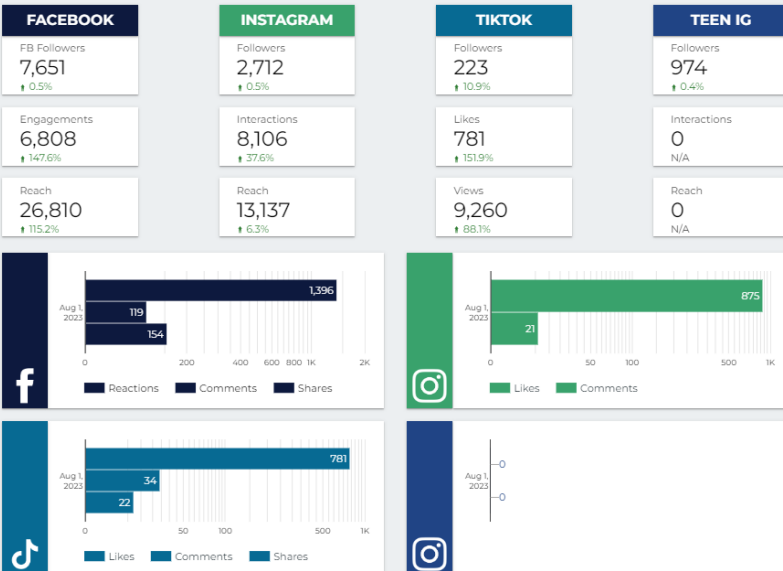 FACEBOOK
INSTAGRAM
TIKTOK
TEEN IG
FB Followers
7,651
0.5%
Followers
2,712
0.5%
Followers
223
10.9%
Followers
974
0.4%
Engagements
6,808
147.6%
Interactions
8,106
37.6%
Likes
781
151.9%
Interactions
0
N/A
Reach
26,810
115.2%
Reach
13,137
6.3%
Views
9,260
88.1%
Reach
0
N/A
1,396
Aug 1,
2023
119
154
0 200 400 600 800 1K 2K
Reactions Comments Shares
875
Aug 1,
2023
21
0 50 100 500 1K
Likes Comments
781
Aug 1,
2023
34
22
0 50 100 500 1K
Likes Comments Shares
0
Aug 1,
2023
0